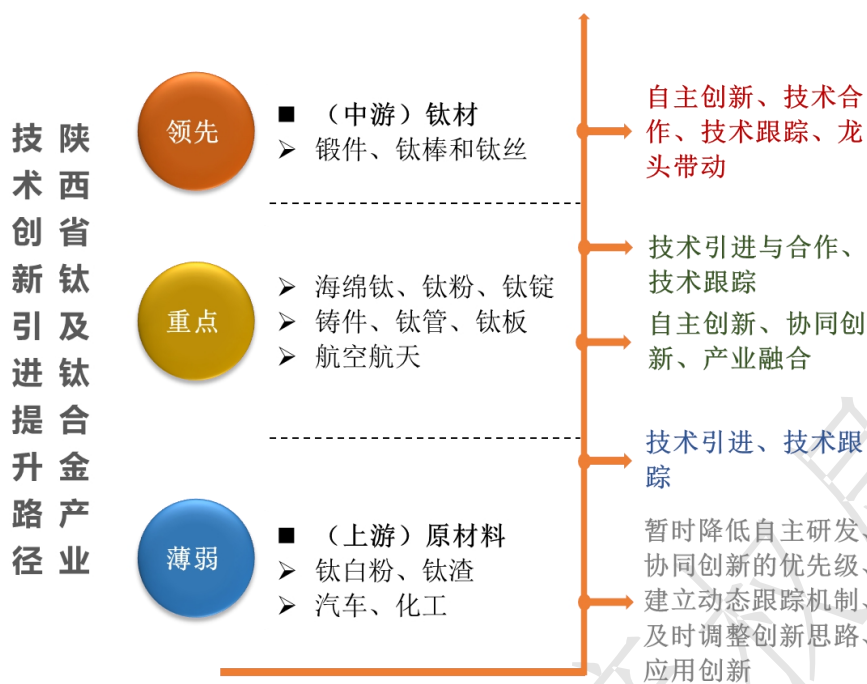 陕西省钛及钛合金产业
技术创新引进提升路径
领先
■ （中游）钛材
➢ 锻件、钛棒和钛丝
自主创新、技术合
作、技术跟踪、龙
头带动
重点
➢ 海绵钛、钛粉、钛锭
➢ 铸件、钛管、钛板
➢ 航空航天
技术引进与合作、
技术跟踪
自主创新、协同创
新、产业融合
薄弱
■ （上游）原材料
➢ 钛白粉、钛渣
➢ 汽车、化工
技术引进、技术跟
踪
暂时降低自主研发、
协同创新的优先级、
建立动态跟踪机制、
及时调整创新思路、
应用创新